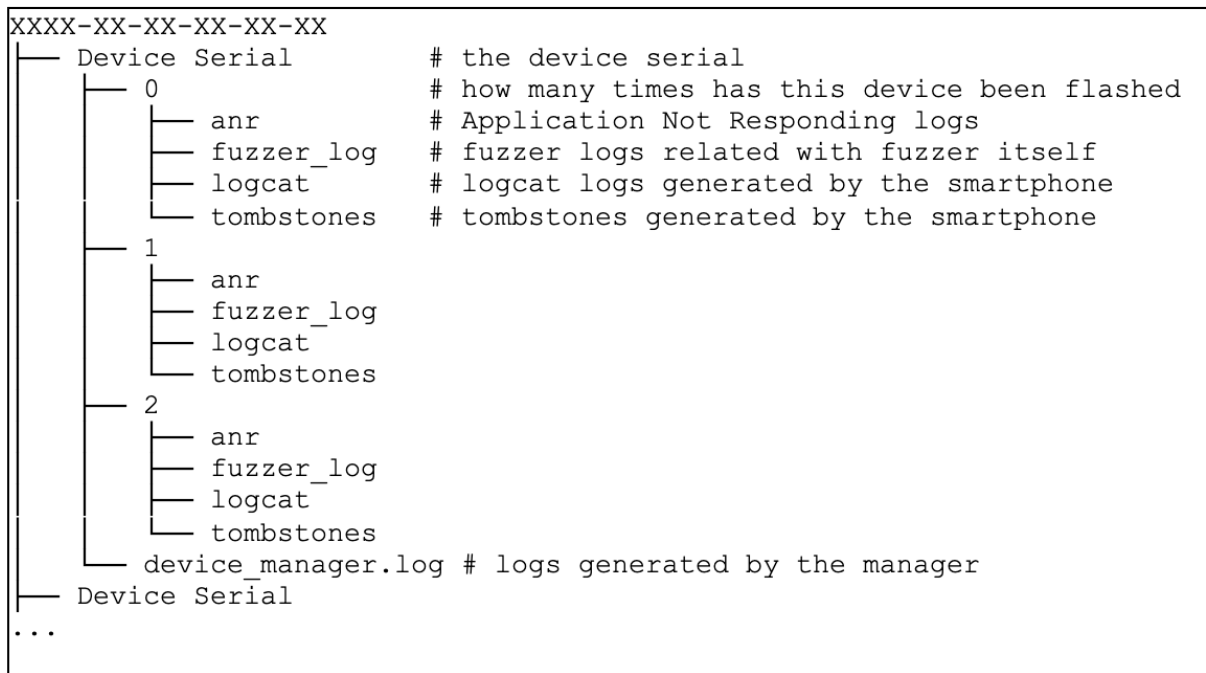 XXXX-XX-XX-XX-XX-XX
├── Device Serial        # the device serial
│   ├── 0                # how many times has this device been flashed
│   │   ├── anr          # Application Not Responding logs
│   │   ├── fuzzer_log   # fuzzer logs related with fuzzer itself
│   │   ├── logcat       # logcat logs generated by the smartphone
│   │   └── tombstones   # tombstones generated by the smartphone
│   ├── 1
│   │   ├── anr
│   │   ├── fuzzer_log
│   │   ├── logcat
│   │   └── tombstones
│   ├── 2
│   │   ├── anr
│   │   ├── fuzzer_log
│   │   ├── logcat
│   │   └── tombstones
│   └── device_manager.log # logs generated by the manager
├── Device Serial
...